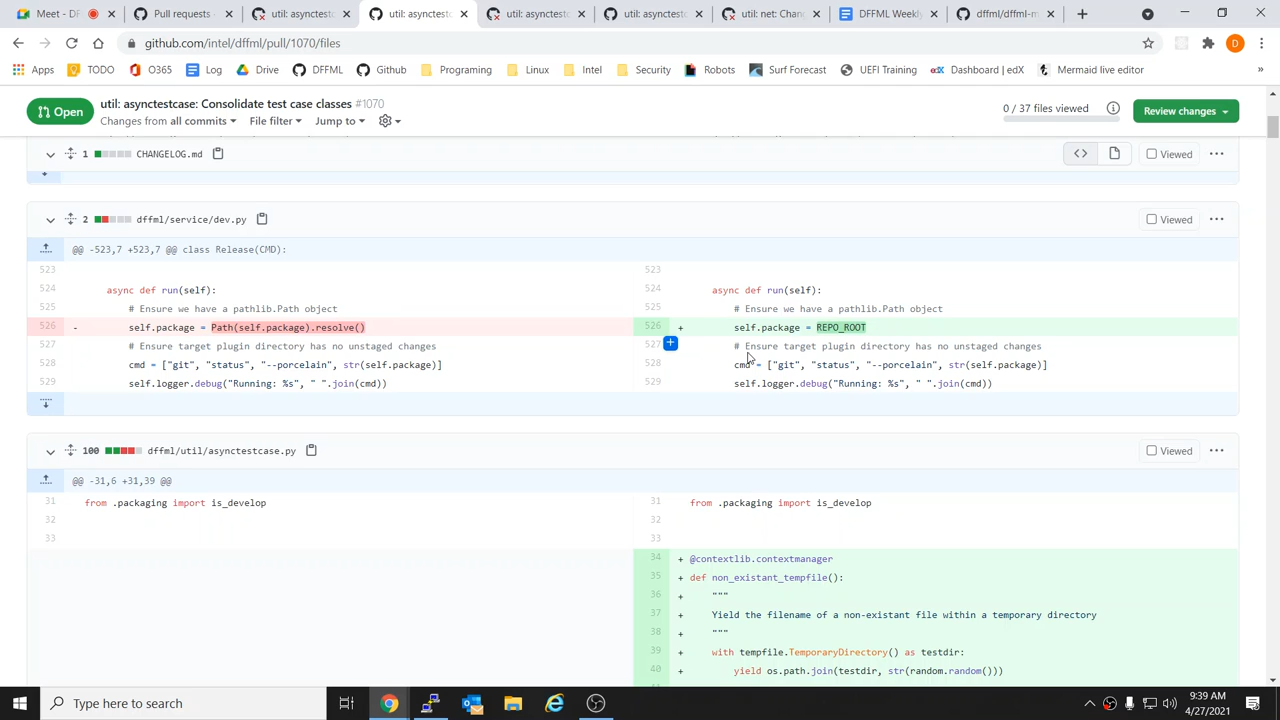 Meet - D
Pull requests
util: asynctestc
util: asynctest
util: asynctest
util: asynctest
util: net: Cha
DFFML Weekly
dffml/dffml-m
github.com/intel/dffml/pull/1070/files
D
Apps
TODO
O365
Log
Drive
DFFML
Github
Programing
Linux
Intel
Security
Robots
Surf Forecast
UEFI Training
Dashboard | edX
Mermaid live editor
»
Open
util: asynctestcase: Consolidate test case classes #1070
Changes from all commits
File filter
Jump to
0 / 37 files viewed
Review changes
1 CHANGELOG.md
Viewed
2 dffml/service/dev.py
Viewed
@@ -523,7 +523,7 @@ class Release(CMD):
523
524 async def run(self):
525 # Ensure we have a pathlib.Path object
526 - self.package = Path(self.package).resolve()
527 # Ensure target plugin directory has no unstaged changes
528 cmd = ["git", "status", "--porcelain", str(self.package)]
529 self.logger.debug("Running: %s", " ".join(cmd))
523
524 async def run(self):
525 # Ensure we have a pathlib.Path object
526 + self.package = REPO_ROOT
527 # Ensure target plugin directory has no unstaged changes
528 cmd = ["git", "status", "--porcelain", str(self.package)]
529 self.logger.debug("Running: %s", " ".join(cmd))
100 dffml/util/asynctestcase.py
Viewed
@@ -31,6 +31,39 @@
31 from .packaging import is_develop
32
33
31 from .packaging import is_develop
32
33
34 + @contextlib.contextmanager
35 + def non_existant_tempfile():
36 + """
37 + Yield the filename of a non-existant file within a temporary directory
38 + """
39 + with tempfile.TemporaryDirectory() as testdir:
40 + yield os.path.join(testdir, str(random.random()))
Type here to search
9:39 AM
4/27/2021